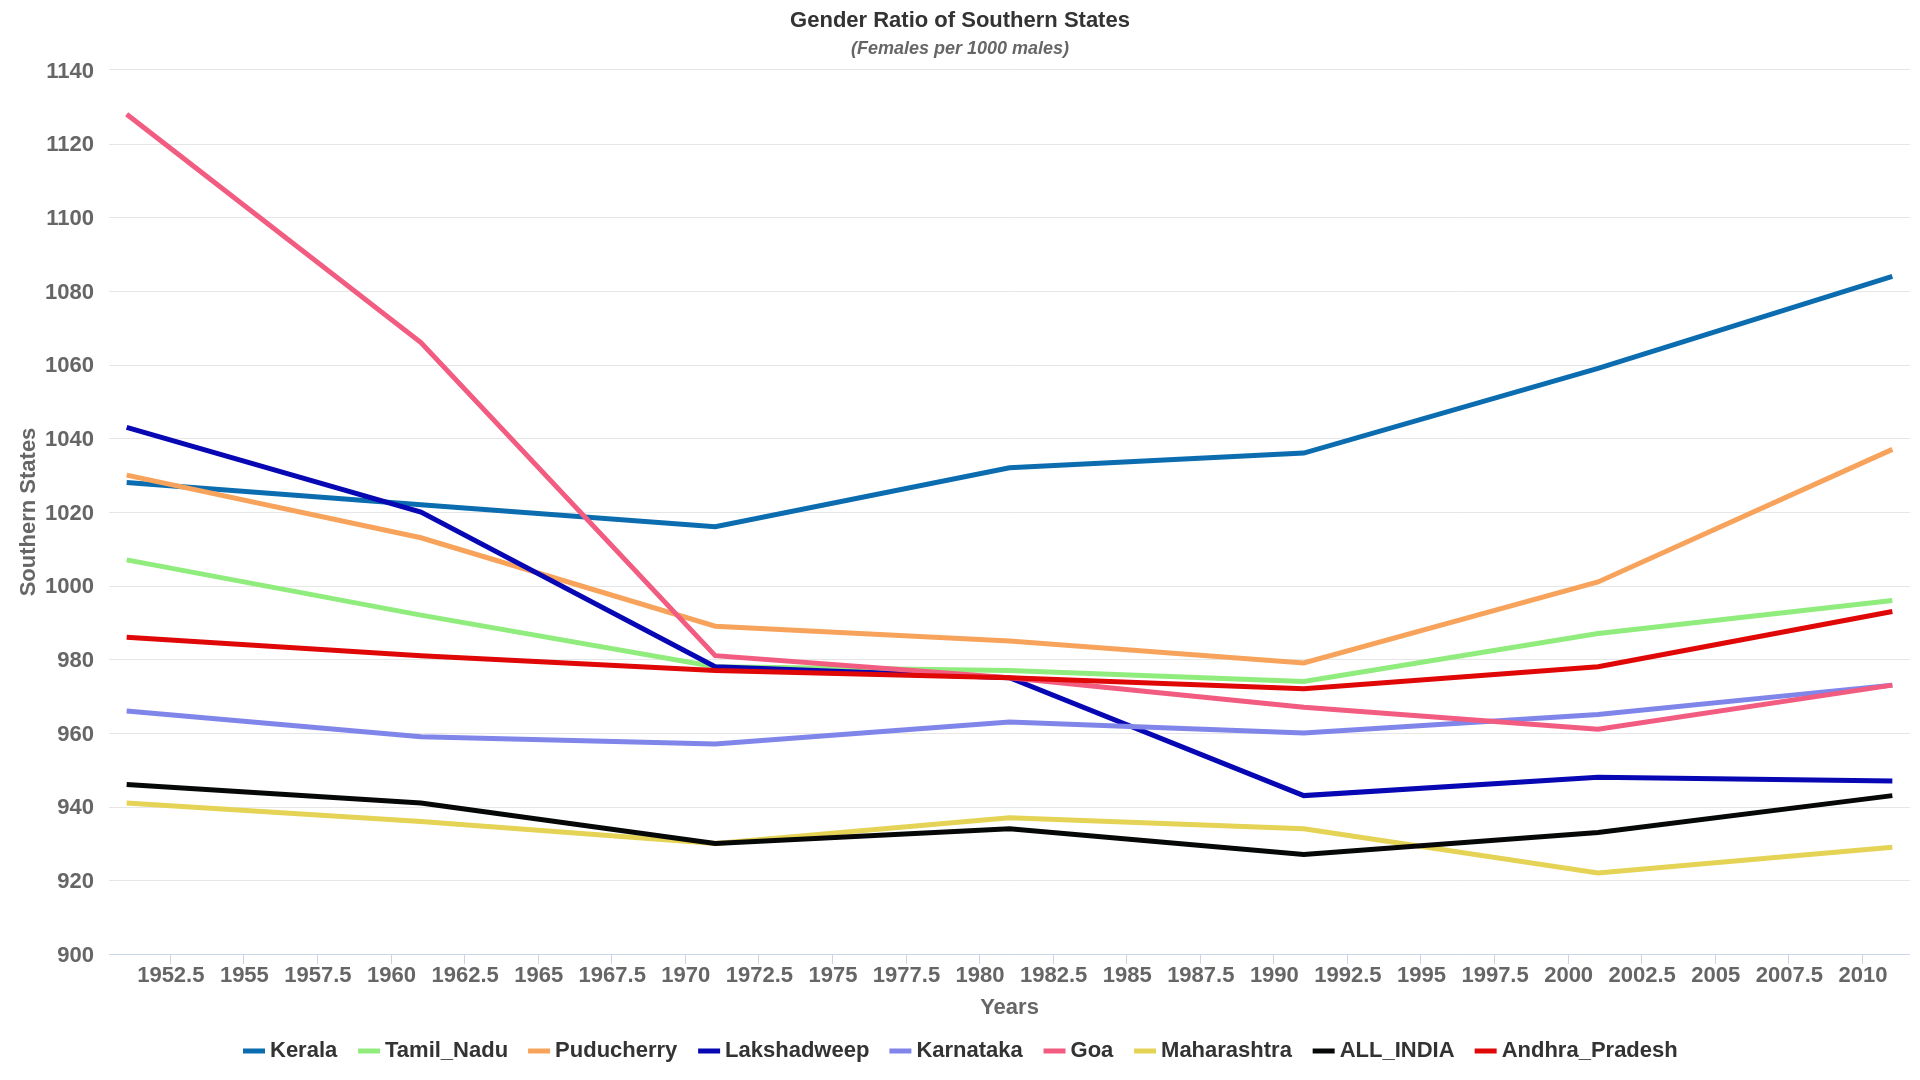 Gender Ratio of Southern States
(Females per 1000 males)
1140
1120
1100
1080
1060
1040
1020
1000
980
960
940
920
900
Southern States
1952.5 1955 1957.5 1960 1962.5 1965 1967.5 1970 1972.5 1975 1977.5 1980 1982.5 1985 1987.5 1990 1992.5 1995 1997.5 2000 2002.5 2005 2007.5 2010
Years
Kerala Tamil_Nadu Puducherry Lakshadweep Karnataka Goa Maharashtra ALL_INDIA Andhra_Pradesh